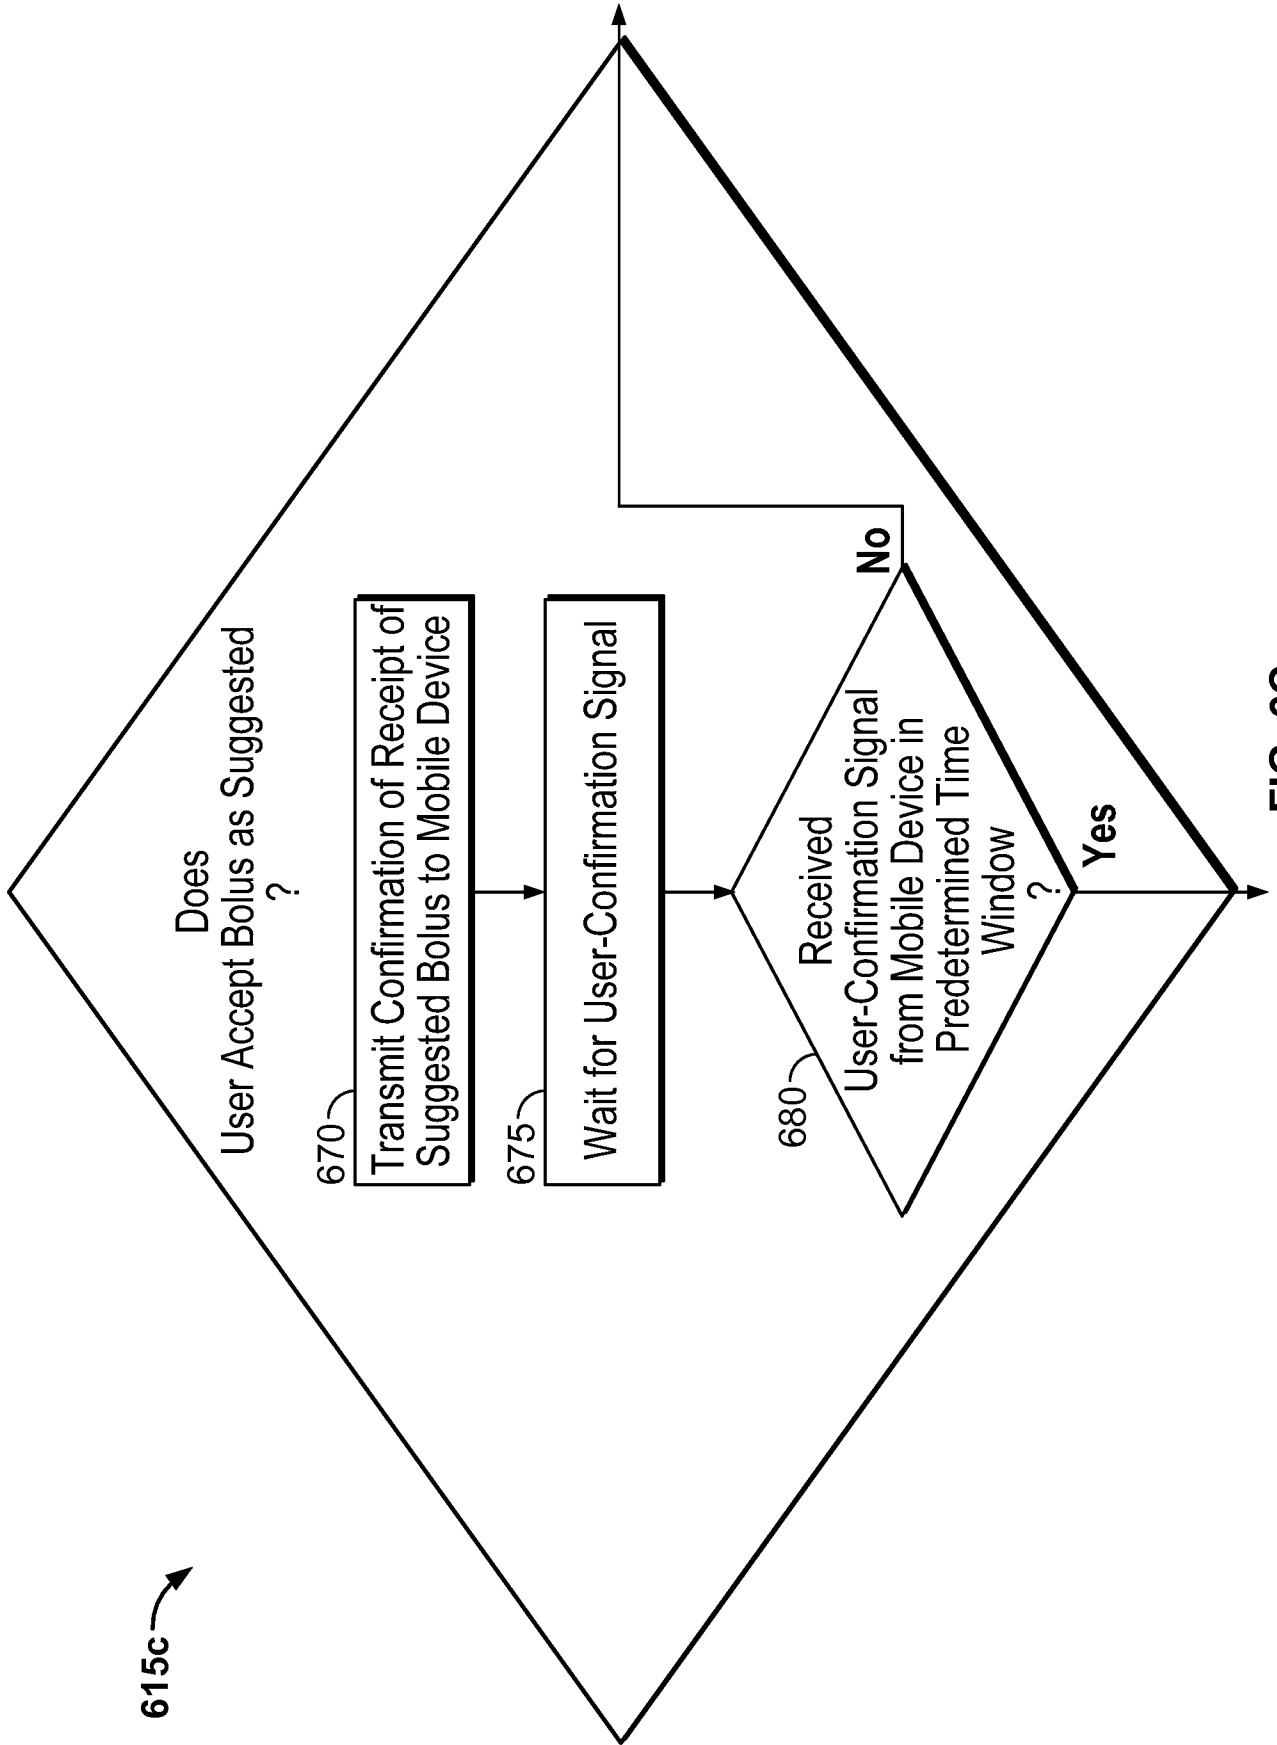 615c
Does
User Accept Bolus as Suggested
?
670
Transmit Confirmation of Receipt of
Suggested Bolus to Mobile Device
675
Wait for User-Confirmation Signal
680
Received
User-Confirmation Signal
from Mobile Device in
Predetermined Time
Window
?
No
Yes